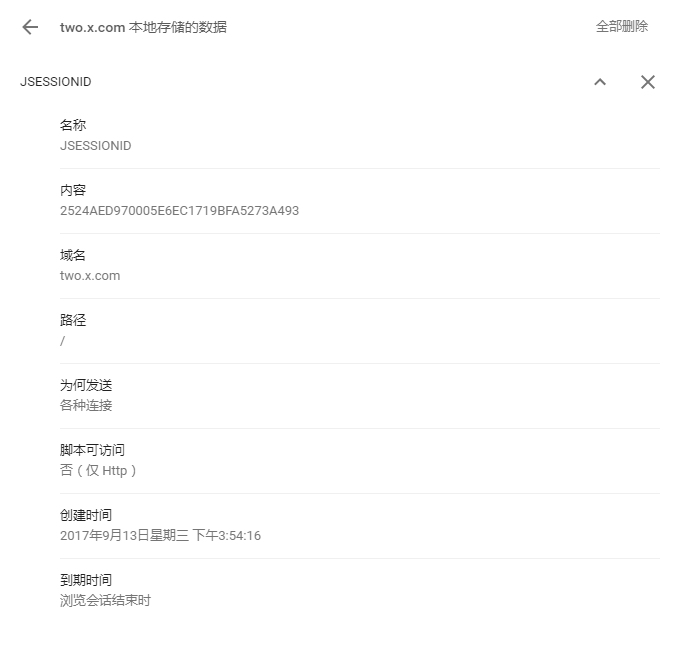 two.x.com 本地存储的数据 全部删除
JSESSIONID
名称
JSESSIONID
内容
2524AED970005E6EC1719BFA5273A493
域名
two.x.com
路径
/
为何发送
各种连接
脚本可访问
否（仅 Http）
创建时间
2017年9月13日星期三 下午3:54:16
到期时间
浏览会话结束时